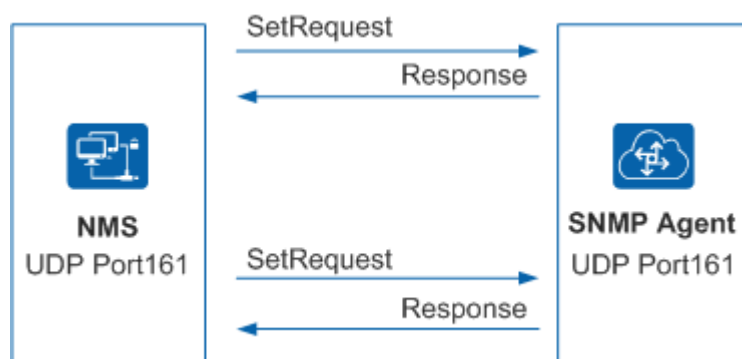 SetRequest
Response
NMS
UDP Port161
SNMP Agent
UDP Port161
SetRequest
Response